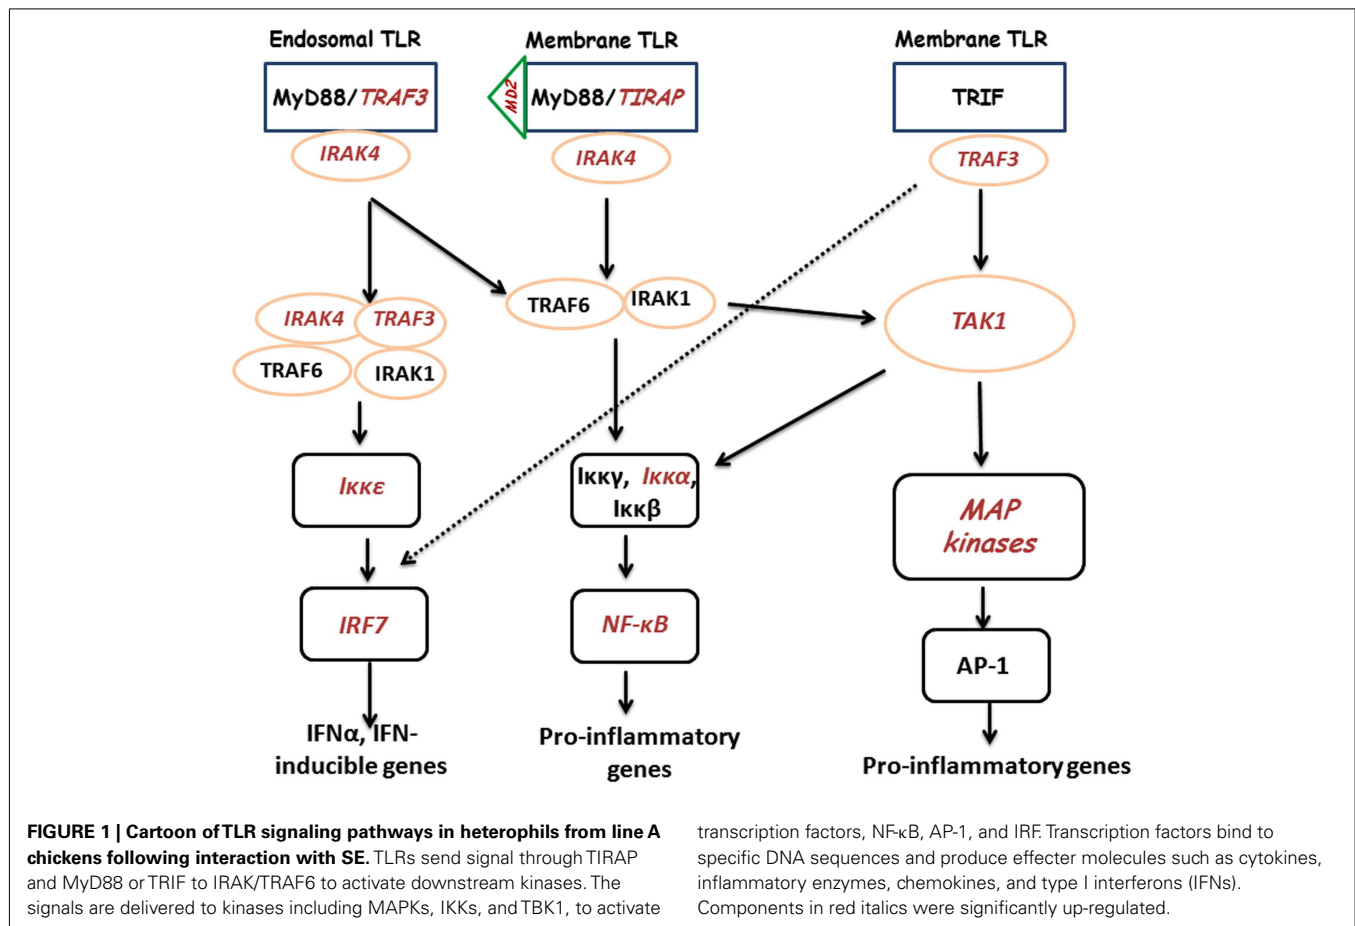 Endosomal TLR
Membrane TLR
Membrane TLR
MyD88/TRAF3
MD2
MyD88/TIRAP
TRIF
IRAK4
IRAK4
TRAF3
IRAK4
TRAF3
TRAF6
IRAK1
TRAF6
IRAK1
TAK1
Iκκε
Iκκγ, Iκκα,
Iκκβ
MAP
kinases
IRF7
NF-κB
AP-1
IFNα, IFN-
inducible genes
Pro-inflammatory
genes
Pro-inflammatory genes
FIGURE 1 | Cartoon of TLR signaling pathways in heterophils from line A
chickens following interaction with SE. TLRs send signal through TIRAP
and MyD88 or TRIF to IRAK/TRAF6 to activate downstream kinases. The
signals are delivered to kinases including MAPKs, IKKs, and TBK1, to activate
transcription factors, NF-κB, AP-1, and IRF. Transcription factors bind to
specific DNA sequences and produce effecter molecules such as cytokines,
inflammatory enzymes, chemokines, and type I interferons (IFNs).
Components in red italics were significantly up-regulated.